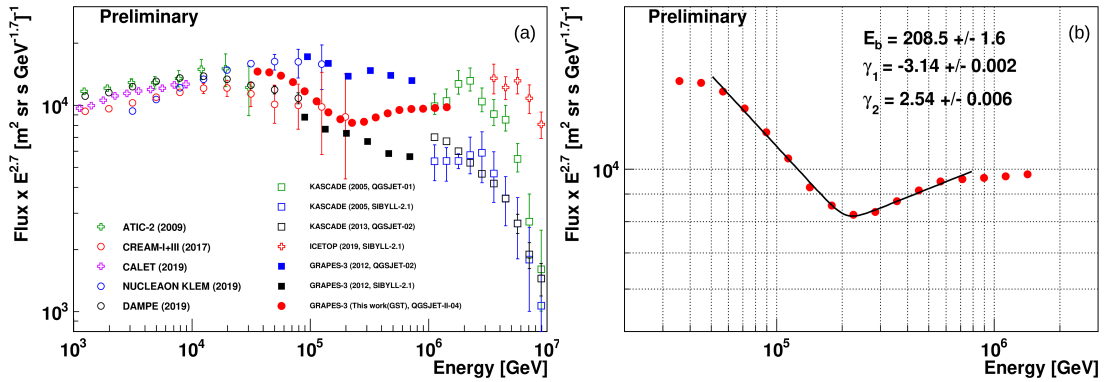 Preliminary
(a)
Flux x E^2.7 [m² sr s GeV^-1.7]^-1
10^4
10^3
ATIC-2 (2009)
CREAM-I+III (2017)
CALET (2019)
NUCLEAON KLEM (2019)
DAMPE (2019)
KASCADE (2005, QGSJET-01)
KASCADE (2005, SIBYLL-2.1)
KASCADE (2013, QGSJET-02)
ICETOP (2019, SIBYLL-2.1)
GRAPES-3 (2012, QGSJET-02)
GRAPES-3 (2012, SIBYLL-2.1)
GRAPES-3 (This work(GST), QGSJET-II-04)
10^3 10^4 10^5 10^6 10^7
Energy [GeV]
Preliminary
(b)
E_b = 208.5 +/- 1.6
γ_1 = -3.14 +/- 0.002
γ_2 = 2.54 +/- 0.006
Flux x E^2.7 [m² sr s GeV^-1.7]^-1
10^4
10^5 10^6
Energy [GeV]